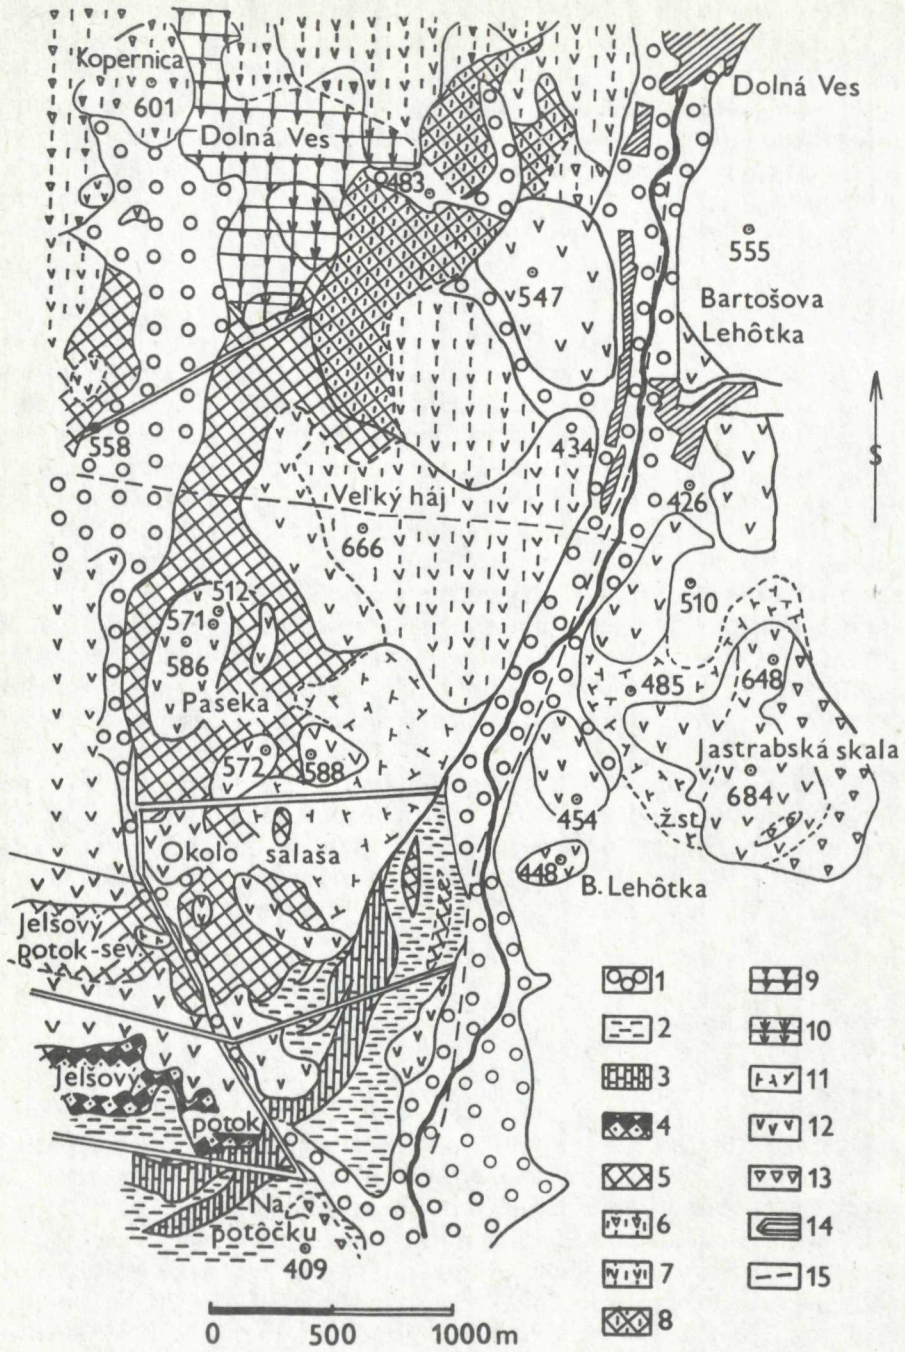 Kopernica
601
Dolná Ves
Dolná Ves
483
555
547
Bartošova
Lehôtka
558
434
S
Veľký háj
426
666
512
571
510
586
485
648
Paseka
572
588
Jastrabská skala
684
454
žst.
Okolo salaša
448
B. Lehôtka
Jelšový
potok-sev.
Jelšový
potok
Na
potôčku
409
1
2
3
4
5
6
7
8
9
10
11
12
13
14
15
0 500 1000m